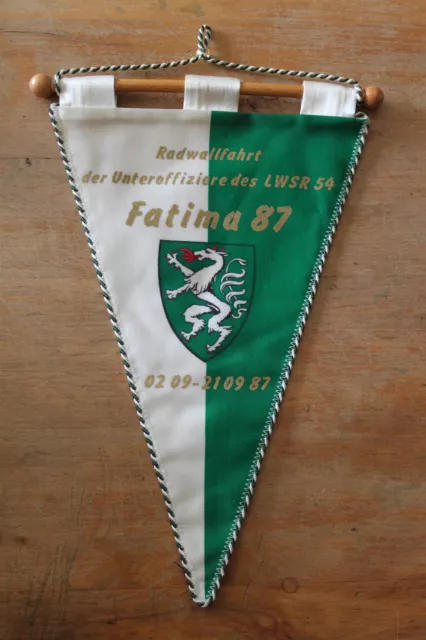 Radwallfahrt
der Unteroffiziere des LWSR 54
Fatima 87
02 09-21 09 87